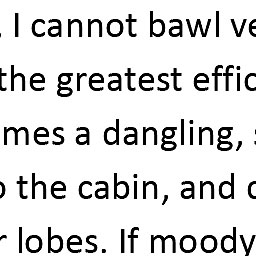 , I cannot bawl ve
the greatest effic
mes a dangling, s
o the cabin, and
r lobes. If moody